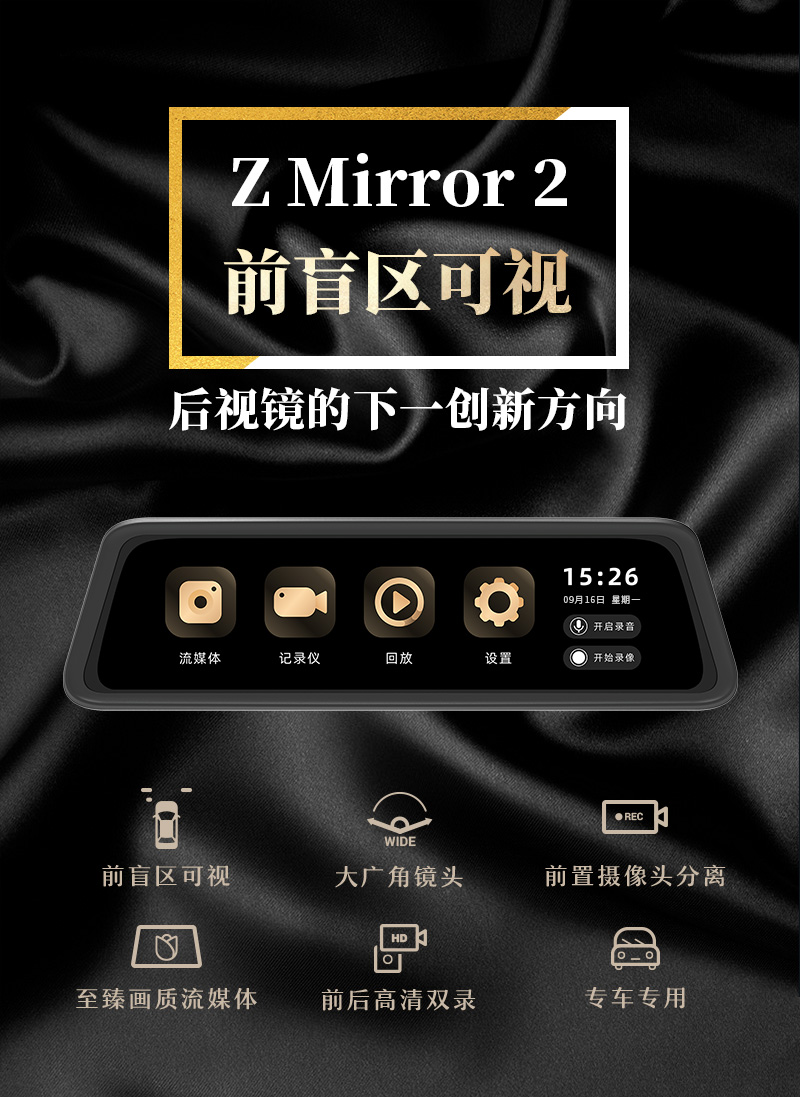 Z Mirror 2
前盲区可视
后视镜的下一创新方向
15:26
09月16日 星期一
开启录音
开始录像
流媒体 记录仪 回放 设置
WIDE
REC
前盲区可视 大广角镜头 前置摄像头分离
HD
至臻画质流媒体 前后高清双录 专车专用